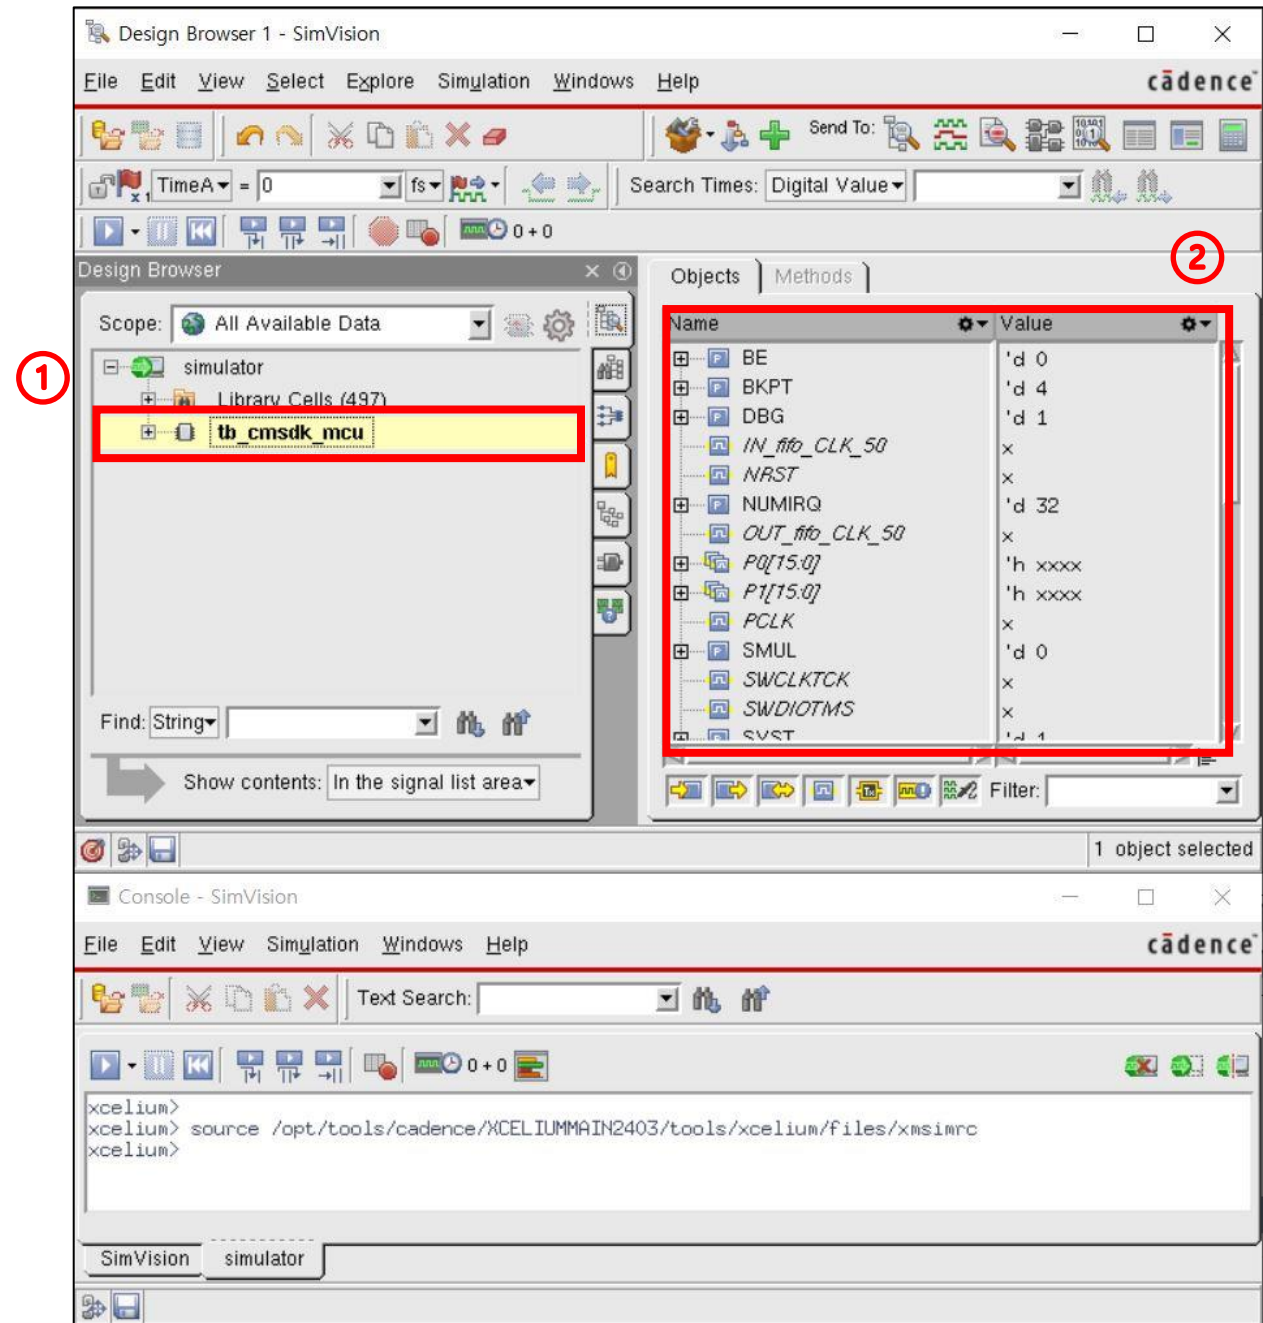 Design Browser 1 - SimVision
File Edit View Select Explore Simulation Windows Help cādence
Send To:
TimeA = 0 fs Search Times: Digital Value
0 + 0
Design Browser
Objects Methods
②
Scope: All Available Data
Name Value
①
simulator
Library Cells (497)
tb_cmsdk_mcu
BE 'd 0
BKPT 'd 4
DBG 'd 1
IN_fifo_CLK_50 x
NRST x
NUMIRQ 'd 32
OUT_fifo_CLK_50 x
P0[15:0] 'h xxxx
P1[15:0] 'h xxxx
PCLK x
SMUL 'd 0
SWCLKTCK x
SWDIOTMS x
SYST 'd 1
Find: String
Show contents: In the signal list area
Filter:
1 object selected
Console - SimVision
File Edit View Simulation Windows Help cādence
Text Search:
0 + 0
xcelium>
xcelium> source /opt/tools/cadence/XCELIUMMAIN2403/tools/xcelium/files/xmsimrc
xcelium>
SimVision simulator